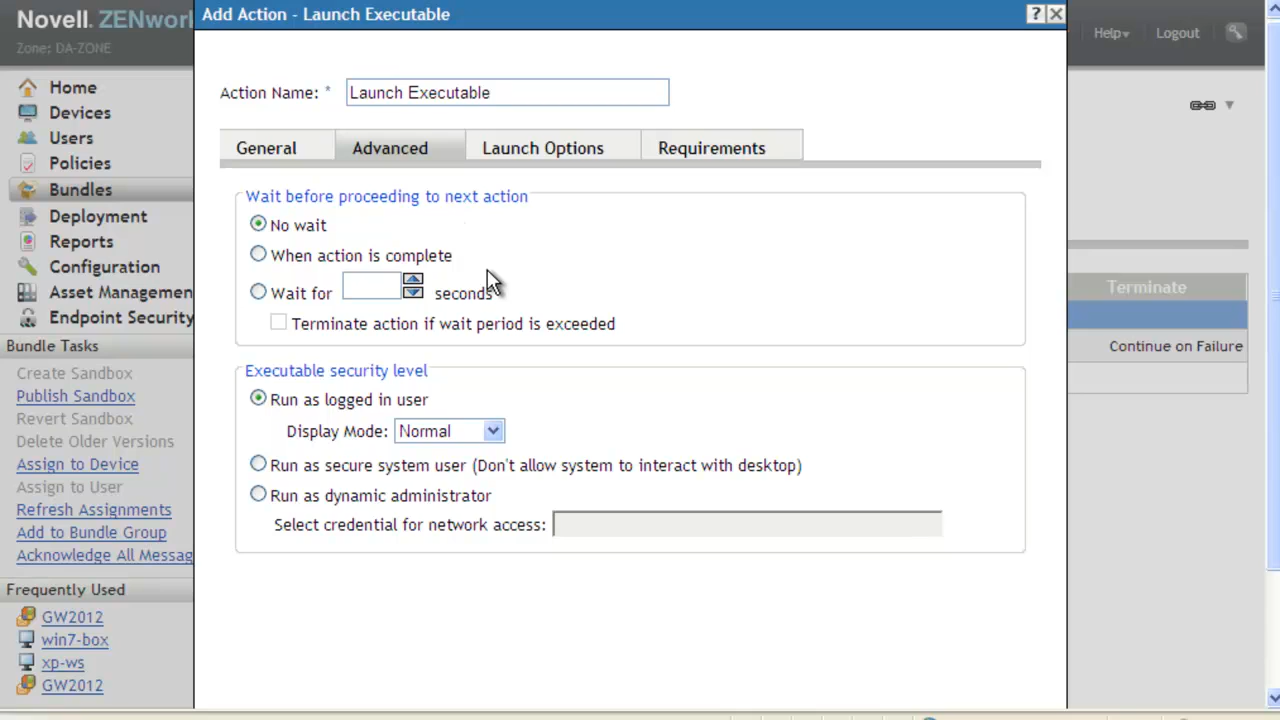 Novell. ZENwor
Zone: DA-ZONE
Home
Devices
Users
Policies
Bundles
Deployment
Reports
Configuration
Asset Managemen
Endpoint Security
Bundle Tasks
Create Sandbox
Publish Sandbox
Revert Sandbox
Delete Older Versions
Assign to Device
Assign to User
Refresh Assignments
Add to Bundle Group
Acknowledge All Messag
Frequently Used
GW2012
win7-box
xp-ws
GW2012
Add Action - Launch Executable
?
Action Name: * Launch Executable
General Advanced Launch Options Requirements
Wait before proceeding to next action
No wait
When action is complete
Wait for seconds
Terminate action if wait period is exceeded
Executable security level
Run as logged in user
Display Mode: Normal
Run as secure system user (Don't allow system to interact with desktop)
Run as dynamic administrator
Select credential for network access:
Help Logout
Terminate
Continue on Failure